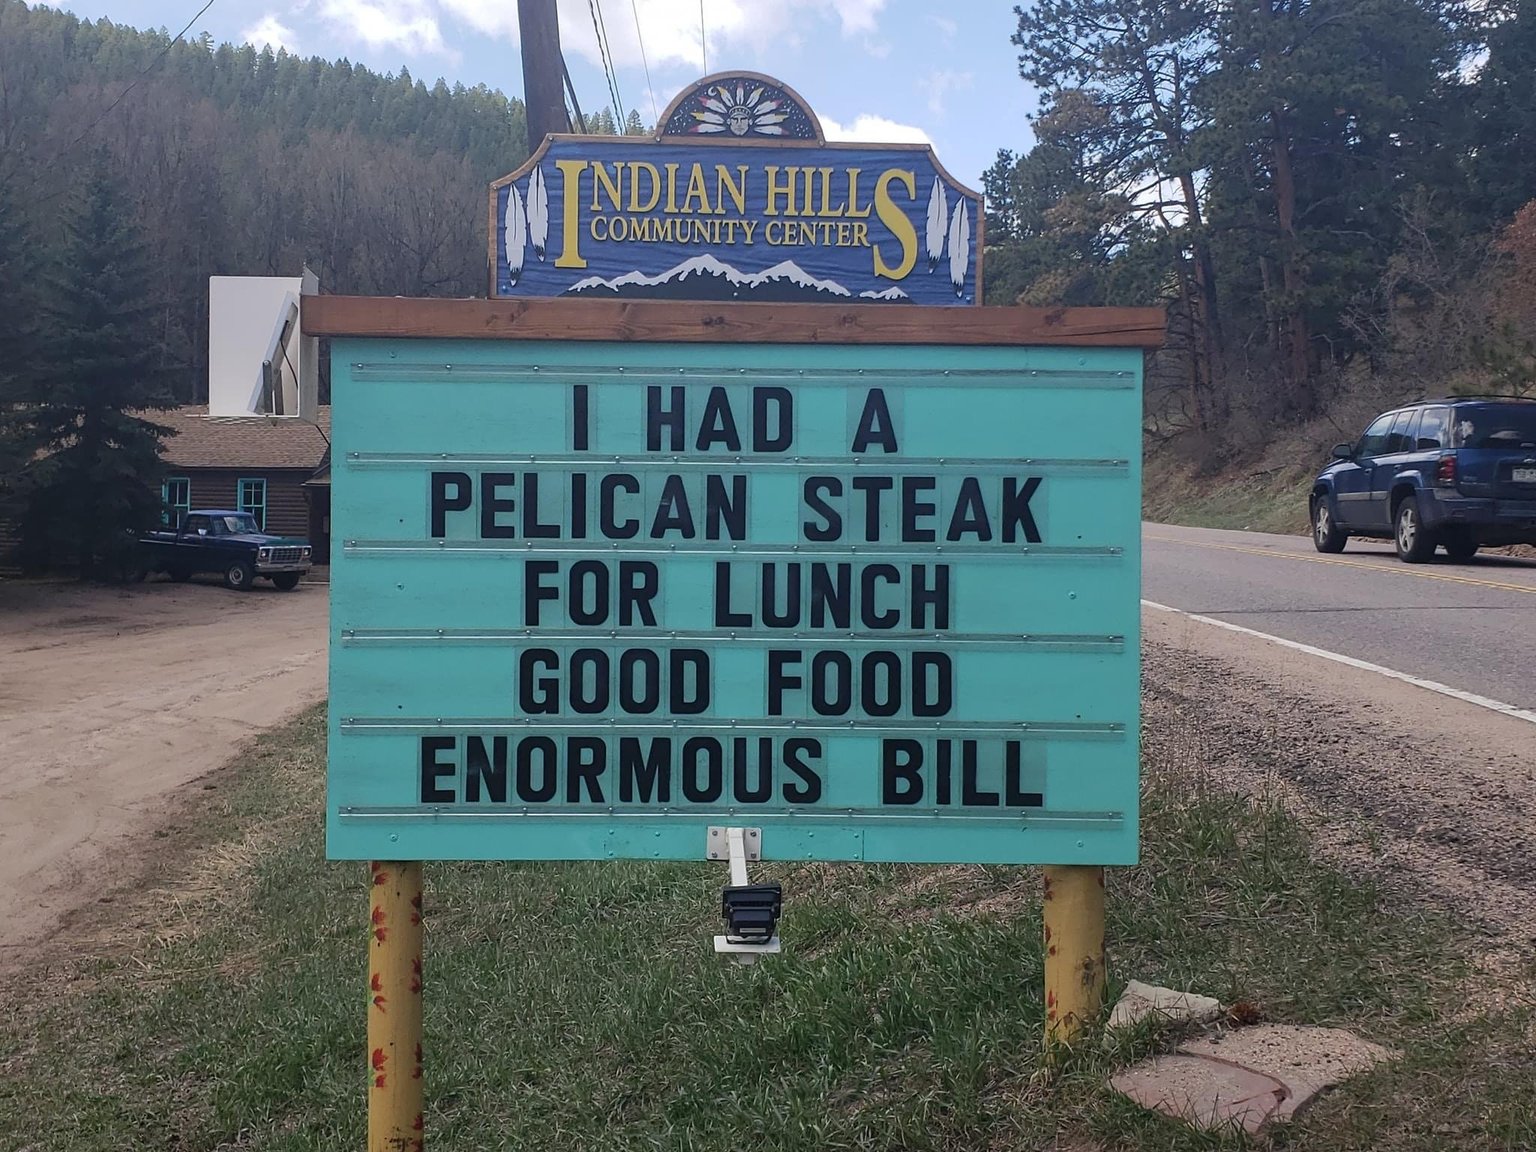 INDIAN HILLS
COMMUNITY CENTER
I HAD A
PELICAN STEAK
FOR LUNCH
GOOD FOOD
ENORMOUS BILL